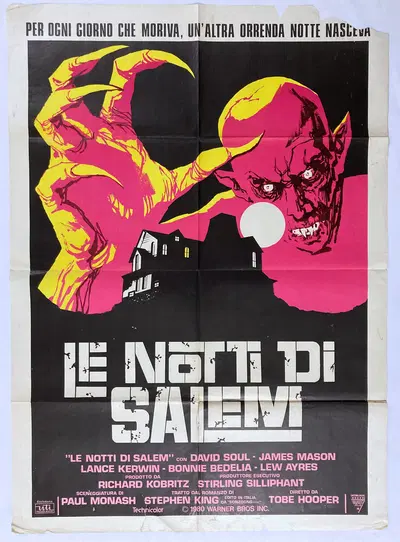 PER OGNI GIORNO CHE MORIVA, UN'ALTRA ORRENDA NOTTE NASCEVA
LE NOTTI DI
SALEM
"LE NOTTI DI SALEM" CON DAVID SOUL - JAMES MASON
LANCE KERWIN - BONNIE BEDELIA - LEW AYRES
PRODOTTO DA PRODUTTORE ESECUTIVO
RICHARD KOBRITZ STIRLING SILLIPHANT
SCENEGGIATURA DI TRATTO DAL ROMANZO DI DIRETTO DA
PAUL MONASH STEPHEN KING TOBE HOOPER
Technicolor © 1980 WARNER BROS INC.